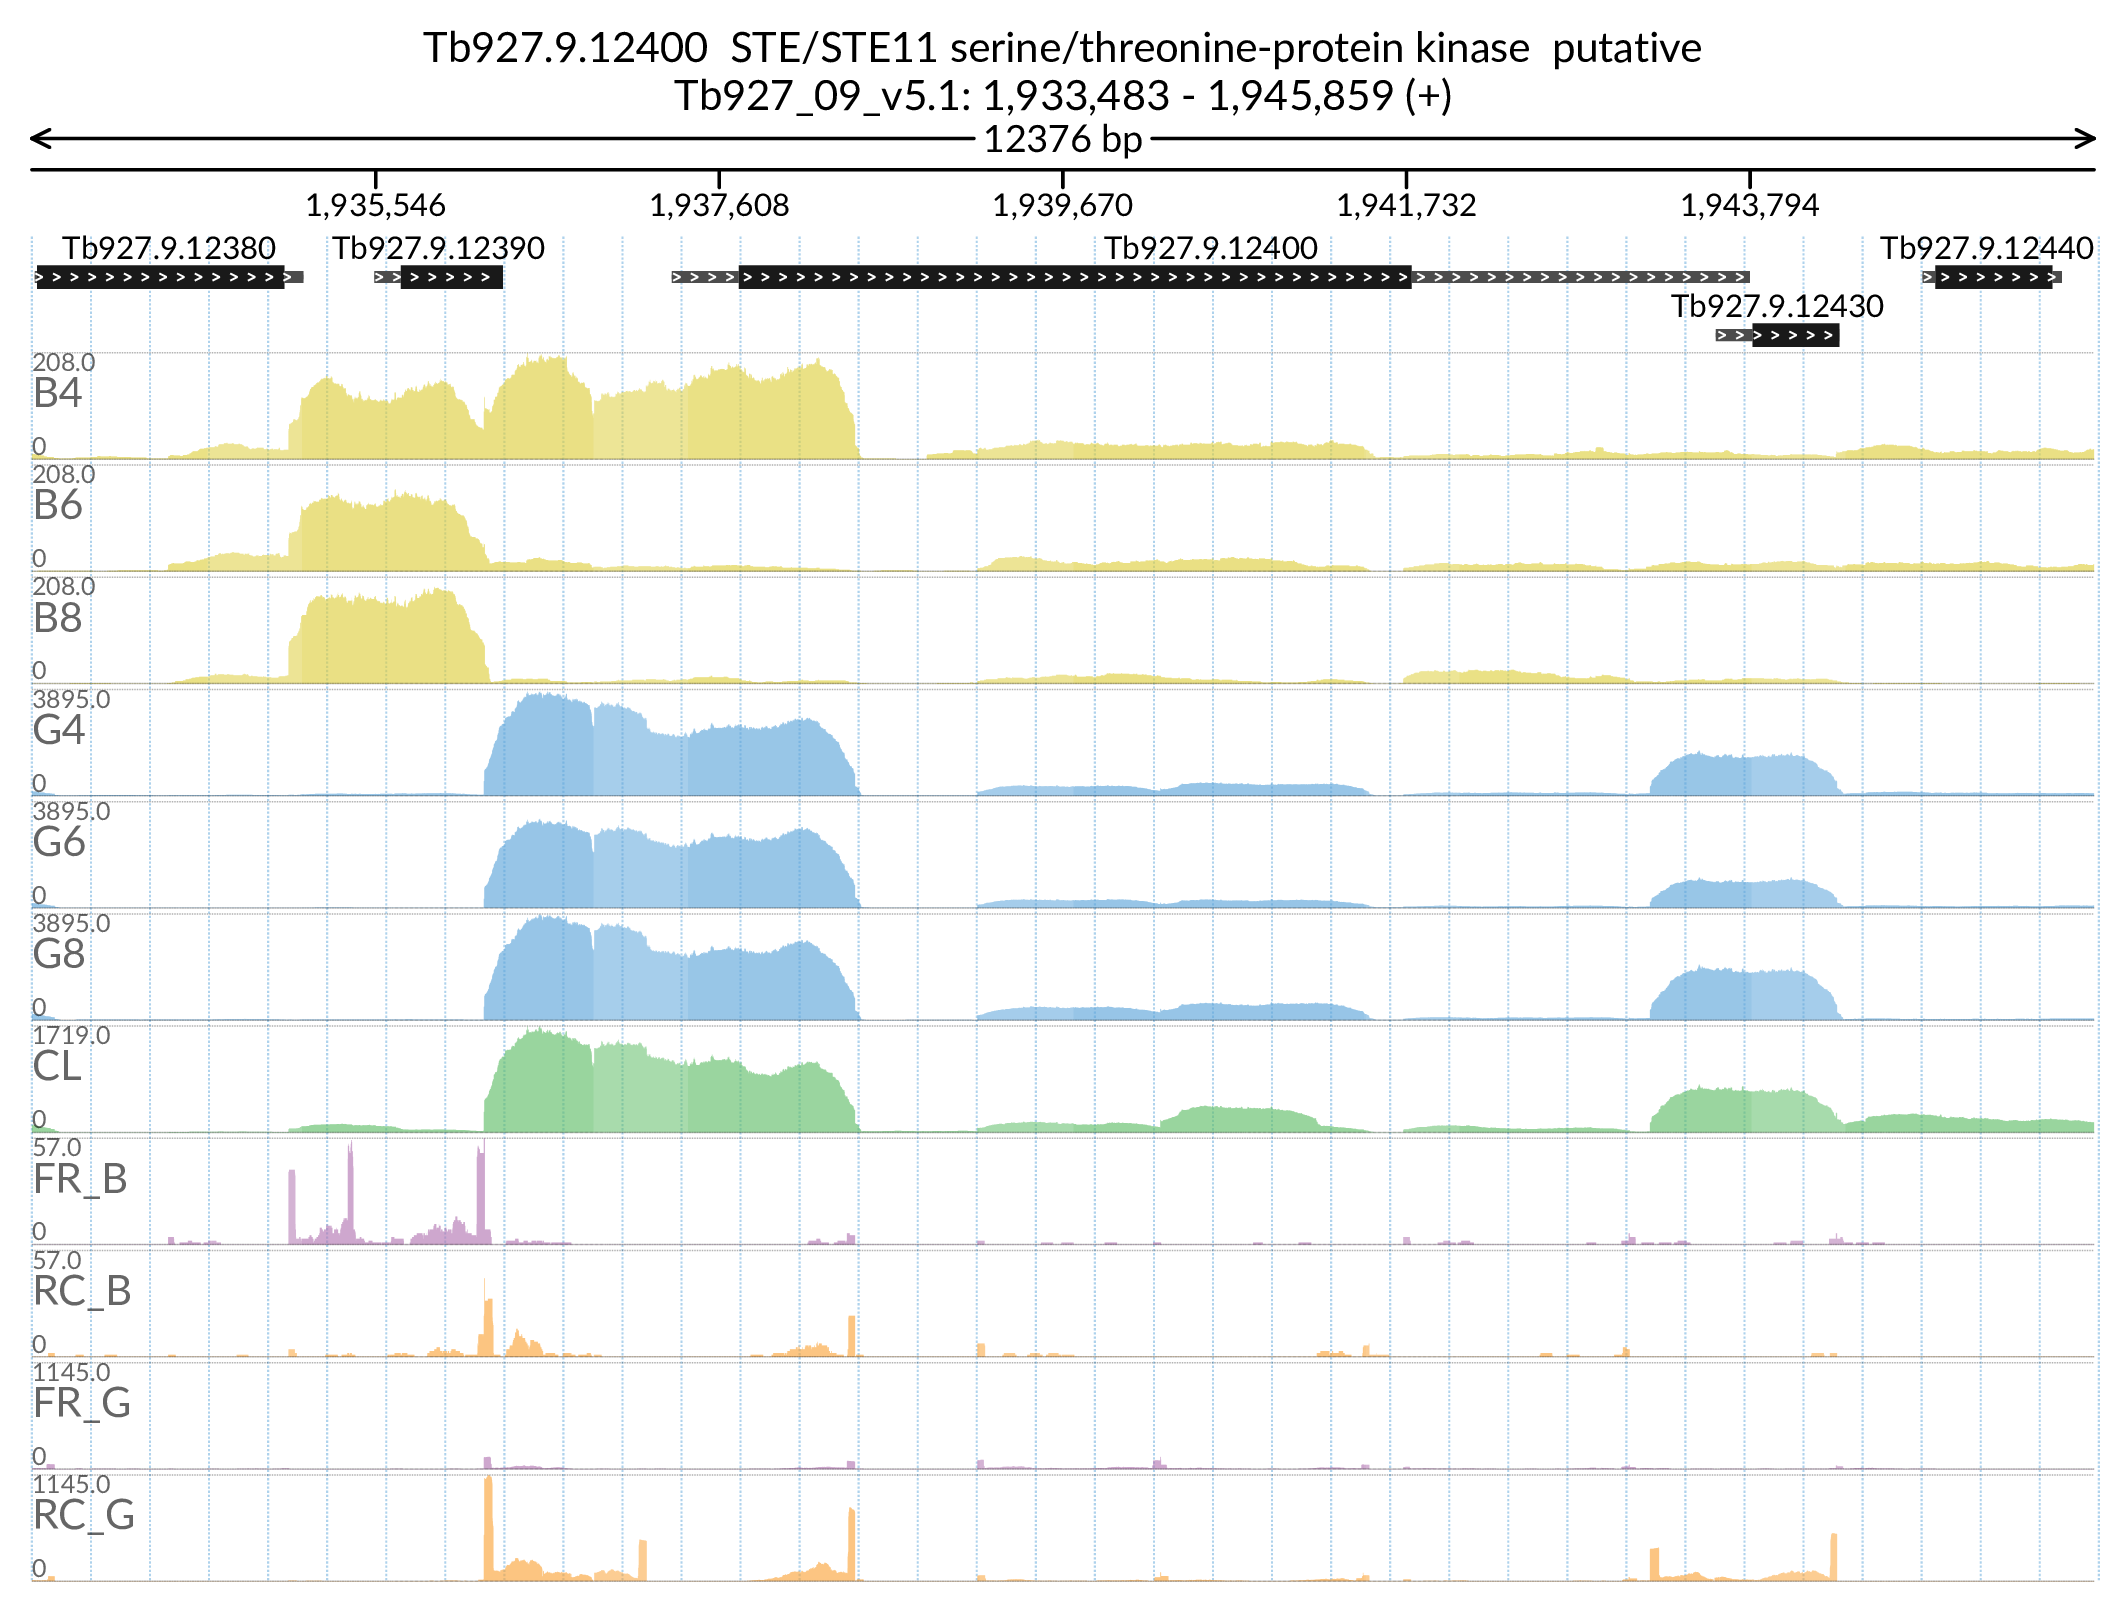 Tb927.9.12400  STE/STE11 serine/threonine-protein kinase  putative
Tb927_09_v5.1: 1,933,483 - 1,945,859 (+)
12376 bp
1,935,546 1,937,608 1,939,670 1,941,732 1,943,794
Tb927.9.12380 Tb927.9.12390 Tb927.9.12400 Tb927.9.12440
Tb927.9.12430
208.0
B4
0
208.0
B6
0
208.0
B8
0
3895.0
G4
0
3895.0
G6
0
3895.0
G8
0
1719.0
CL
0
57.0
FR_B
0
57.0
RC_B
0
1145.0
FR_G
0
1145.0
RC_G
0